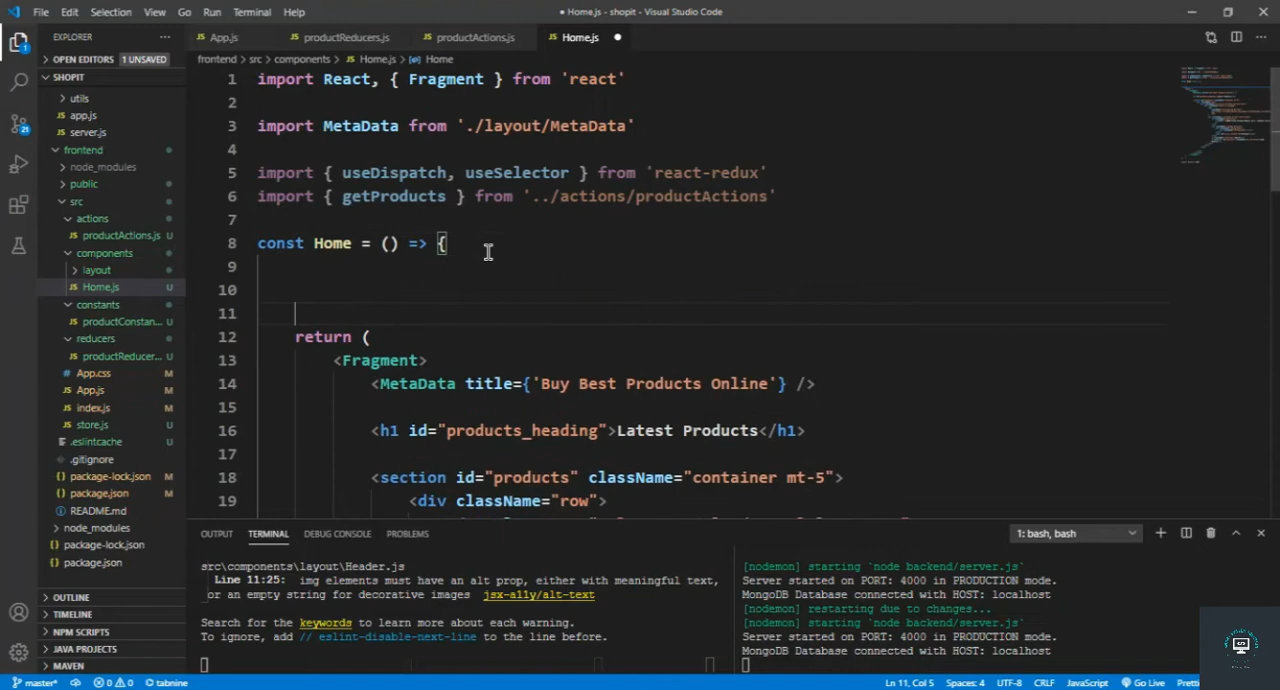 File Edit Selection View Go Run Terminal Help
Home.js - shopit - Visual Studio Code
EXPLORER
OPEN EDITORS 1 UNSAVED
SHOPIT
utils
app.js
server.js
frontend
node_modules
public
src
actions
productActions.js U
components
layout
Home.js U
constants
productConstan... U
reducers
productReducer... U
App.css M
App.js M
index.js M
store.js U
.eslintcache U
.gitignore
package-lock.json M
package.json M
README.md
node_modules
package-lock.json
package.json
OUTLINE
TIMELINE
NPM SCRIPTS
JAVA PROJECTS
MAVEN
App.js productReducers.js productActions.js Home.js
frontend > src > components > Home.js > Home
1 import React, { Fragment } from 'react'
2
3 import MetaData from './layout/MetaData'
4
5 import { useDispatch, useSelector } from 'react-redux'
6 import { getProducts } from '../actions/productActions'
7
8 const Home = () => {
9
10
11
12 return (
13 <Fragment>
14 <MetaData title={'Buy Best Products Online'} />
15
16 <h1 id="products_heading">Latest Products</h1>
17
18 <section id="products" className="container mt-5">
19 <div className="row">
OUTPUT TERMINAL DEBUG CONSOLE PROBLEMS
1: bash, bash
src\components\layout\Header.js
Line 11:25: img elements must have an alt prop, either with meaningful text,
or an empty string for decorative images jsx-a11y/alt-text
Search for the keywords to learn more about each warning.
To ignore, add // eslint-disable-next-line to the line before.
[nodemon] starting `node backend/server.js`
Server started on PORT: 4000 in PRODUCTION mode.
MongoDB Database connected with HOST: localhost
[nodemon] restarting due to changes...
[nodemon] starting `node backend/server.js`
Server started on PORT: 4000 in PRODUCTION mode.
MongoDB Database connected with HOST: localhost
master* 0 0 tabnine
Ln 11, Col 5 Spaces: 4 UTF-8 CRLF JavaScript Go Live Pretti